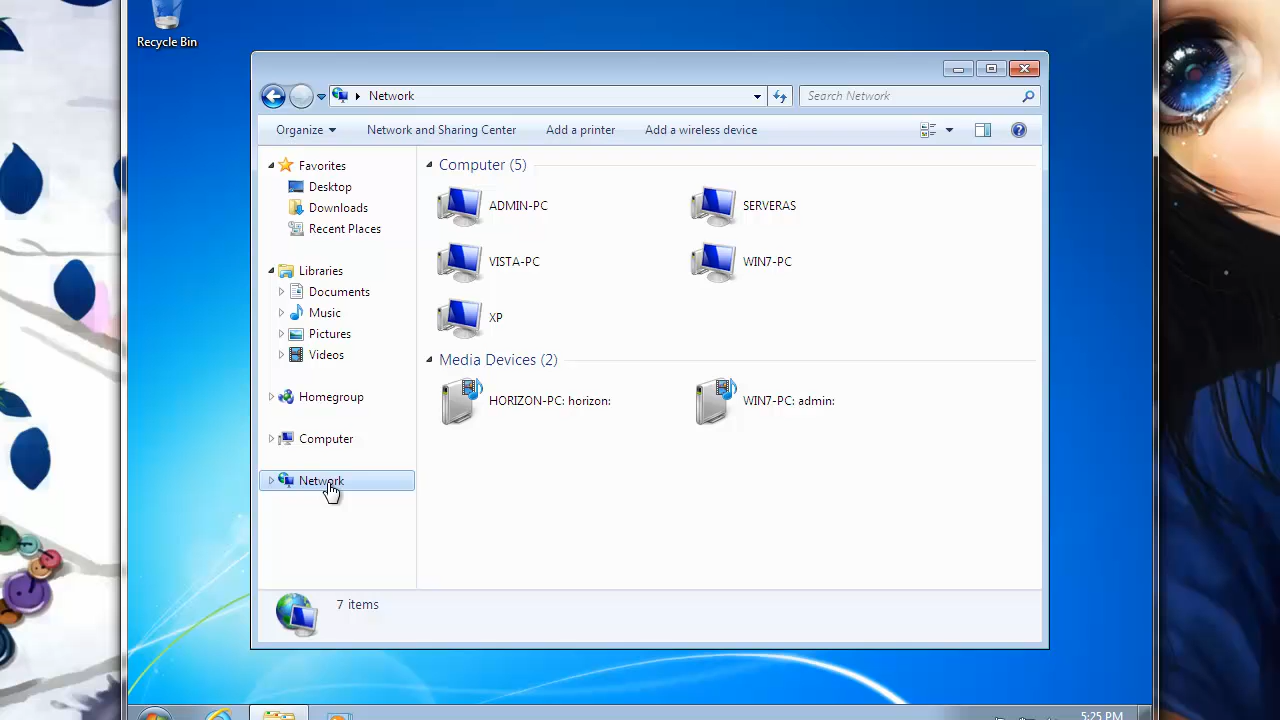 Recycle Bin
Network
Search Network
Organize
Network and Sharing Center
Add a printer
Add a wireless device
Favorites
Desktop
Downloads
Recent Places
Libraries
Documents
Music
Pictures
Videos
Homegroup
Computer
Network
Computer (5)
ADMIN-PC
SERVERAS
VISTA-PC
WIN7-PC
XP
Media Devices (2)
HORIZON-PC: horizon:
WIN7-PC: admin:
7 items
5:25 PM